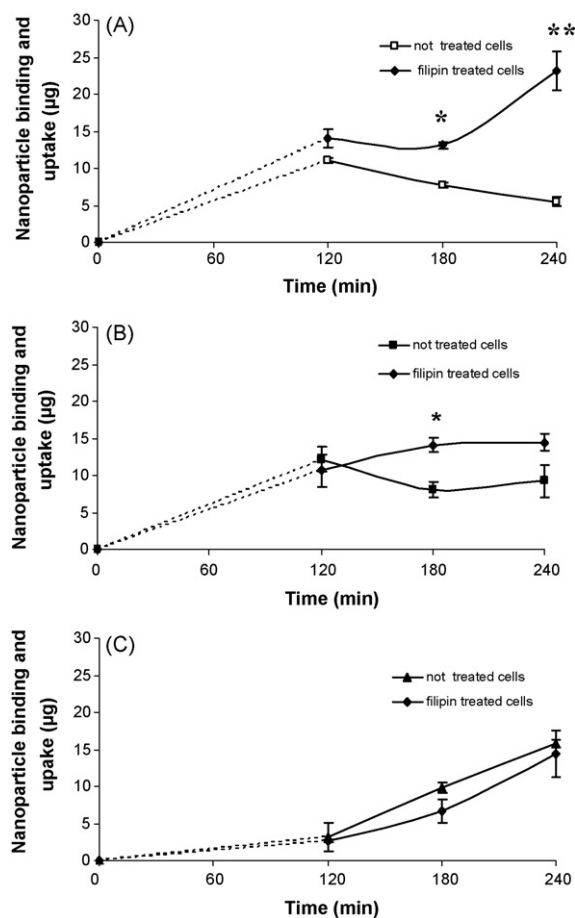 (A)
Nanoparticle binding and
uptake (µg)
30
25
20
15
10
5
0
not treated cells
filipin treated cells
*
**
0 60 120 180 240
Time (min)
(B)
Nanoparticle binding and
uptake (µg)
30
25
20
15
10
5
0
not treated cells
filipin treated cells
*
0 60 120 180 240
Time (min)
(C)
Nanoparticle binding and
upake (µg)
30
25
20
15
10
5
0
not treated cells
filipin treated cells
0 60 120 180 240
Time (min)